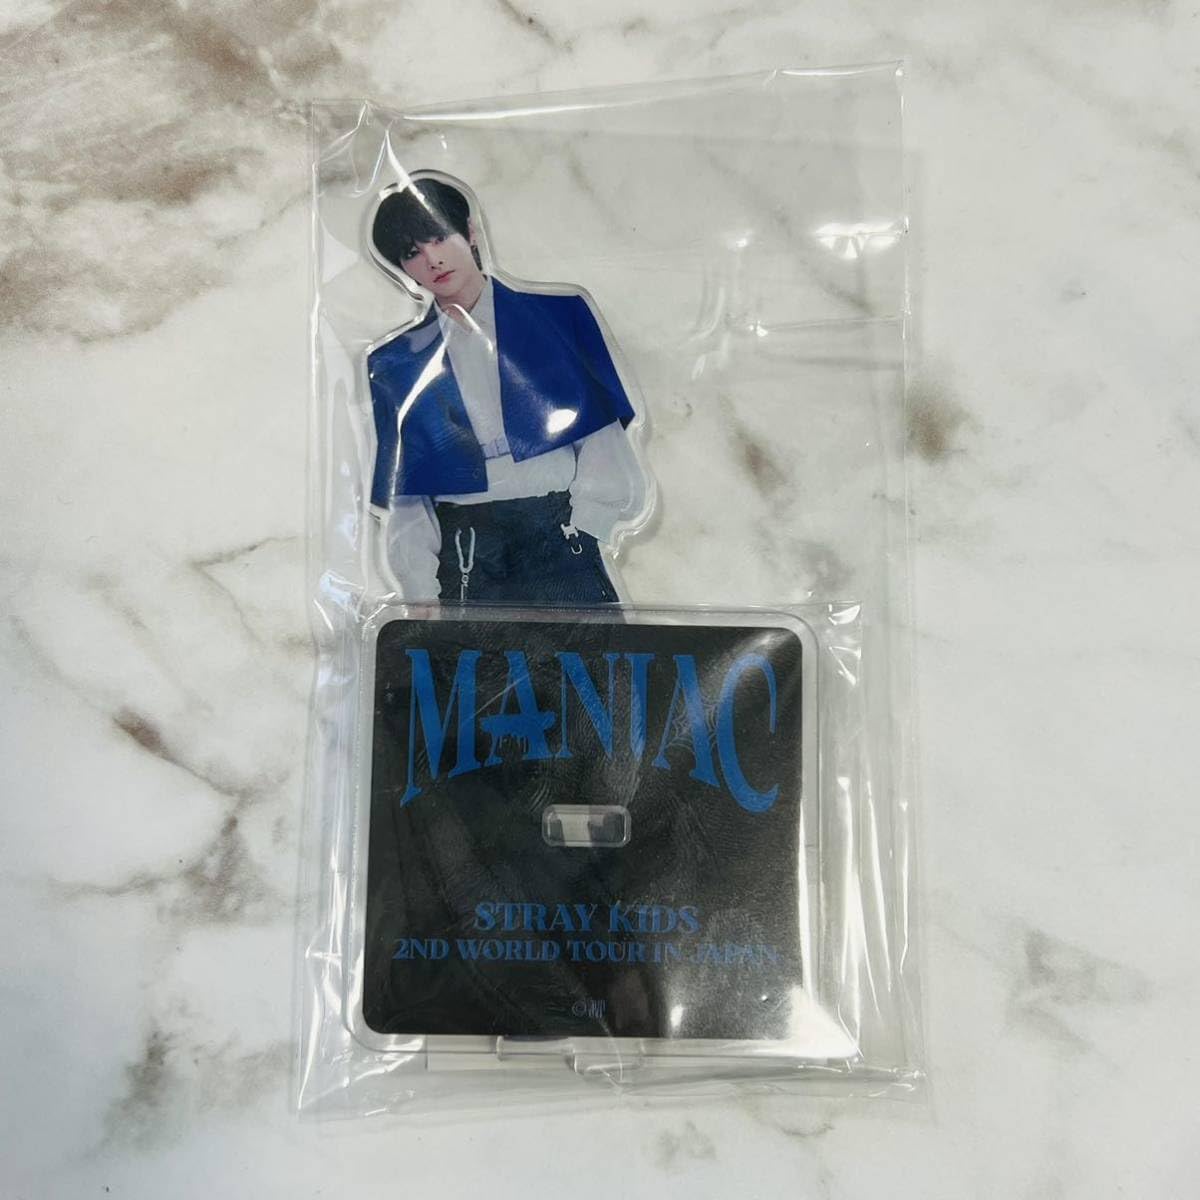 MANIAC
STRAY KIDS
2ND WORLD TOUR IN JAPAN